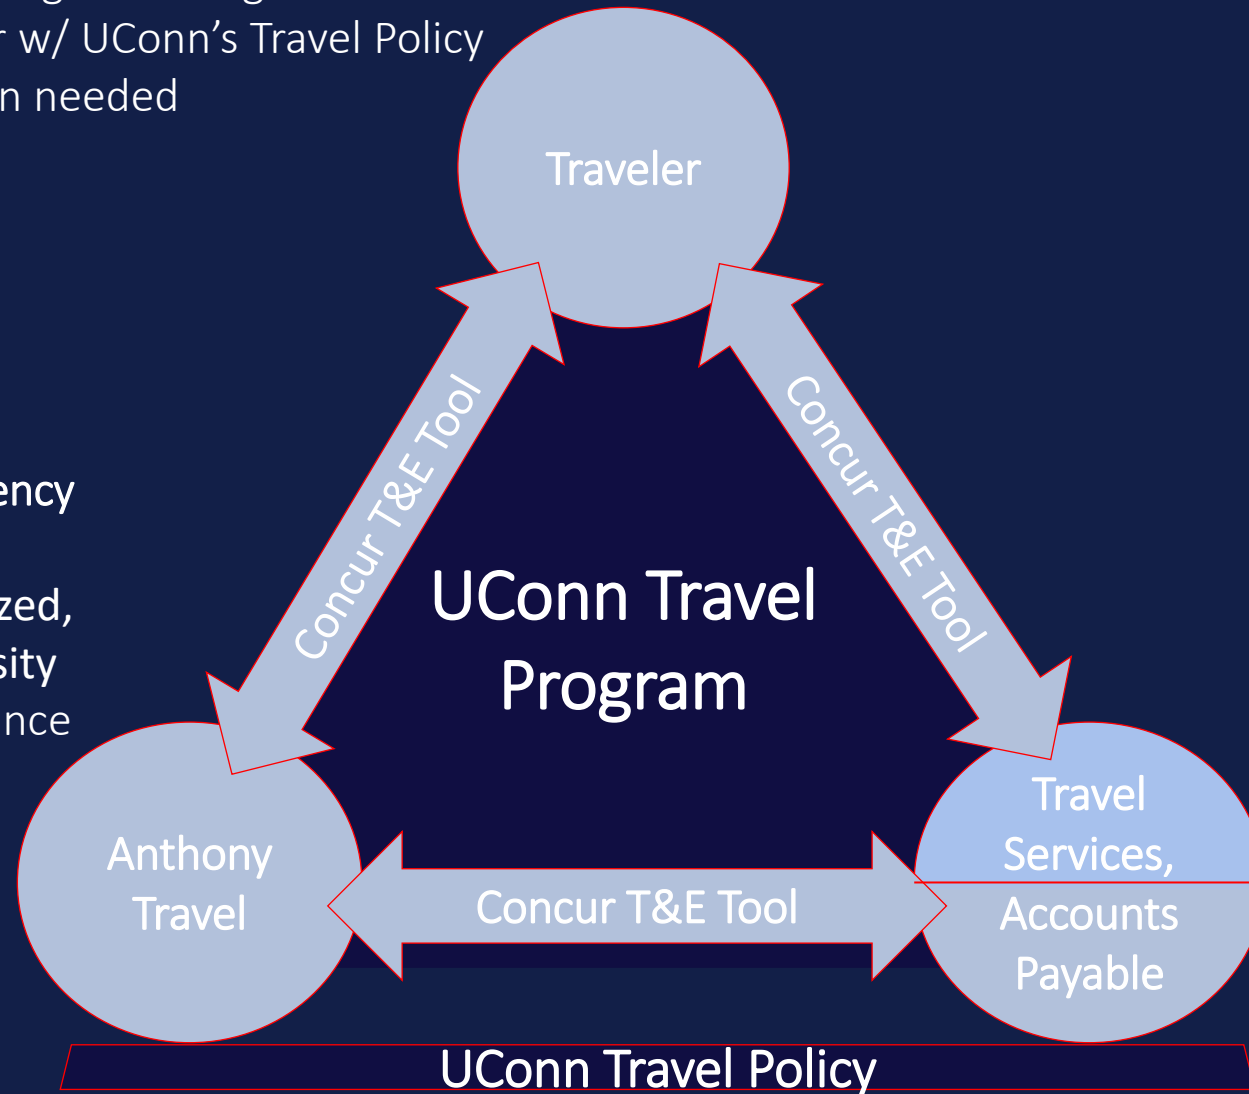 r w/ UConn's Travel Policy
n needed
Traveler
Concur T&E Tool
Concur T&E Tool
ency
zed,
sity
nce
UConn Travel
Program
Anthony
Travel
Concur T&E Tool
Travel
Services,
Accounts
Payable
UConn Travel Policy